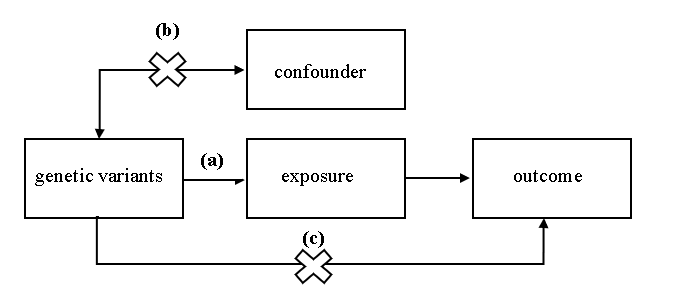 (b)
confounder
genetic variants
(a)
exposure
outcome
(c)